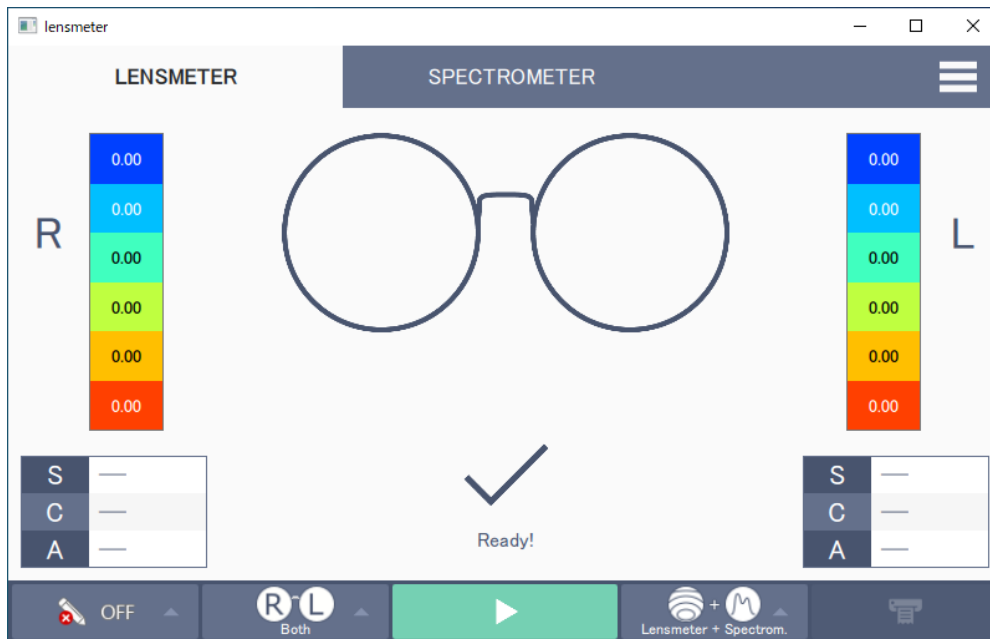 lensmeter
LENSMETER SPECTROMETER
R
0.00
0.00
0.00
0.00
0.00
0.00
0.00
0.00
0.00
0.00
0.00
0.00
L
S —
C —
A —
Ready!
S —
C —
A —
OFF
R L
Both
+
Lensmeter + Spectrom.